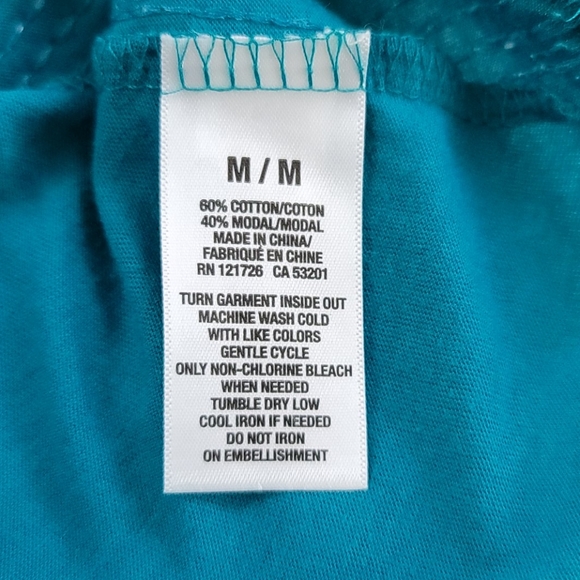 M / M
60% COTTON/COTON
40% MODAL/MODAL
MADE IN CHINA/
FABRIQUÉ EN CHINE
RN 121726 CA 53201
TURN GARMENT INSIDE OUT
MACHINE WASH COLD
WITH LIKE COLORS
GENTLE CYCLE
ONLY NON-CHLORINE BLEACH
WHEN NEEDED
TUMBLE DRY LOW
COOL IRON IF NEEDED
DO NOT IRON
ON EMBELLISHMENT